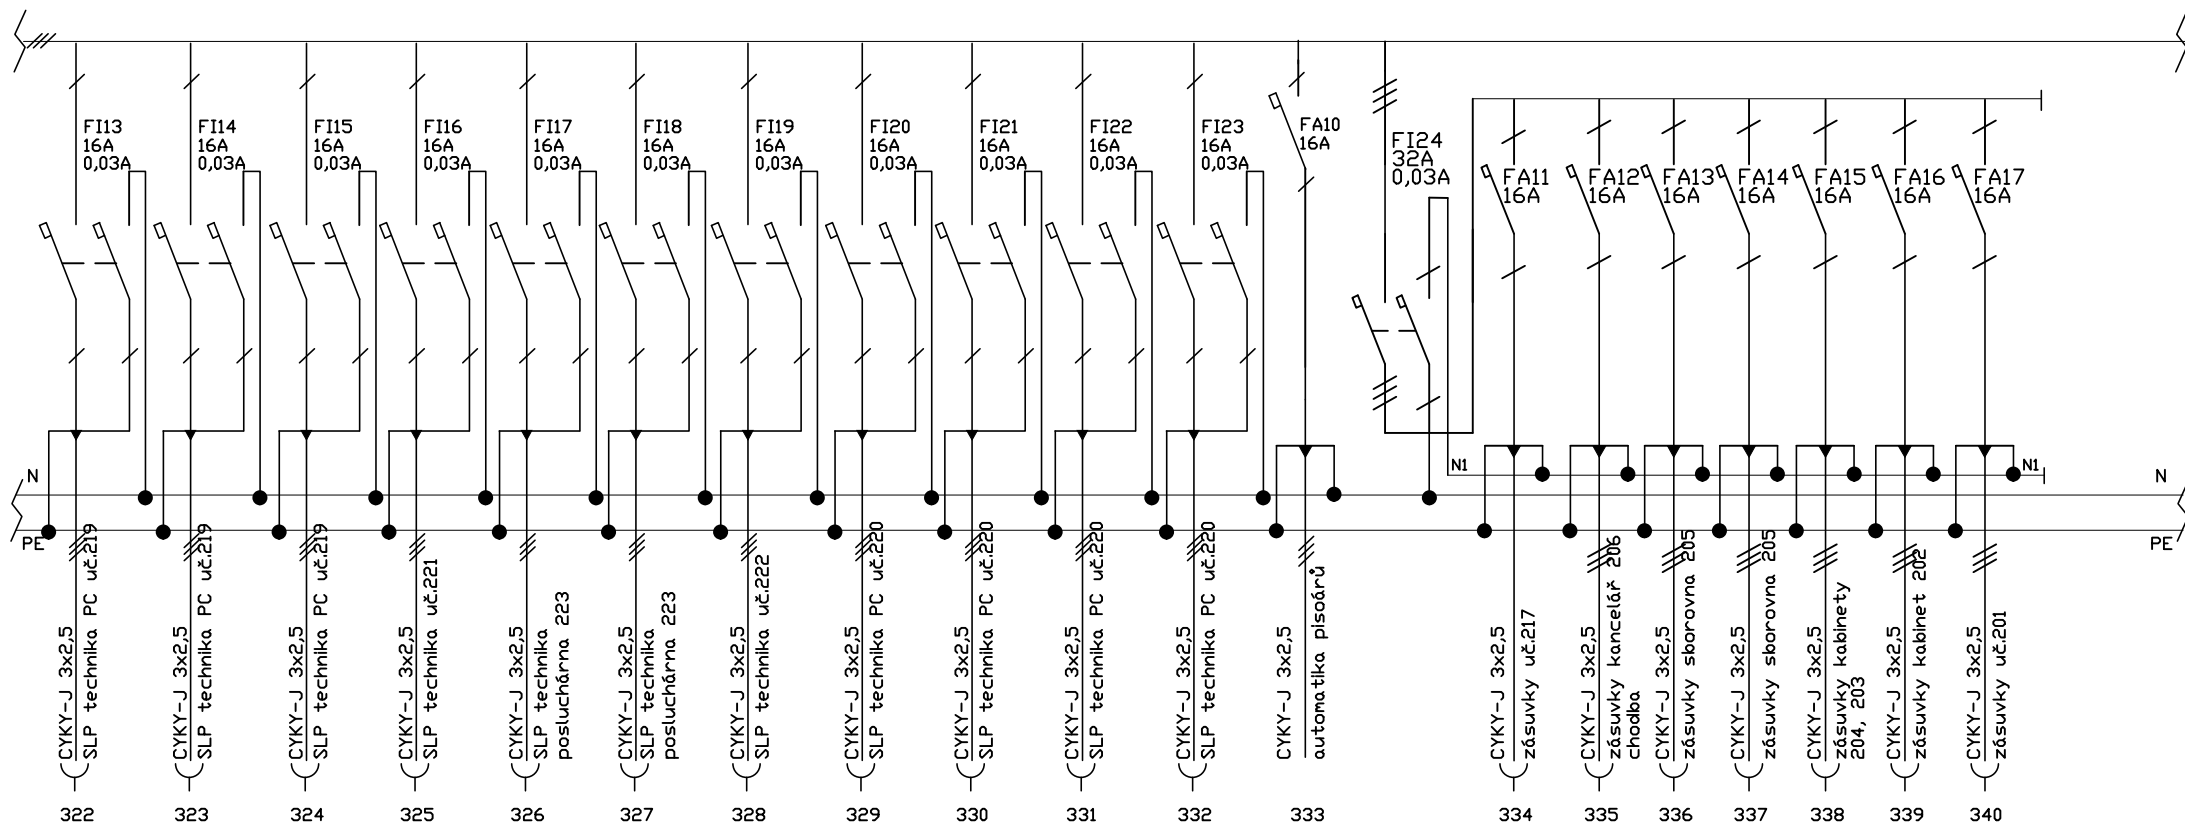 FI13
16A
0,03A
FI14
16A
0,03A
FI15
16A
0,03A
FI16
16A
0,03A
FI17
16A
0,03A
FI18
16A
0,03A
FI19
16A
0,03A
FI20
16A
0,03A
FI21
16A
0,03A
FI22
16A
0,03A
FI23
16A
0,03A
FA10
16A
FI24
32A
0,03A
FA11
16A
FA12
16A
FA13
16A
FA14
16A
FA15
16A
FA16
16A
FA17
16A
N
N1
N1
N
PE
PE
CYKY-J 3x2,5
SLP technika PC uč.219
CYKY-J 3x2,5
SLP technika PC uč.219
CYKY-J 3x2,5
SLP technika PC uč.219
CYKY-J 3x2,5
SLP technika uč.221
CYKY-J 3x2,5
SLP technika
posluchárna 223
CYKY-J 3x2,5
SLP technika
posluchárna 223
CYKY-J 3x2,5
SLP technika uč.222
CYKY-J 3x2,5
SLP technika PC uč.220
CYKY-J 3x2,5
SLP technika PC uč.220
CYKY-J 3x2,5
SLP technika PC uč.220
CYKY-J 3x2,5
SLP technika PC uč.220
CYKY-J 3x2,5
automatika pisoárů
CYKY-J 3x2,5
zásuvky uč.217
CYKY-J 3x2,5
zásuvky kancelář 206
chodba
CYKY-J 3x2,5
zásuvky sborovna 205
CYKY-J 3x2,5
zásuvky sborovna 205
CYKY-J 3x2,5
zásuvky kabinety
204, 203
CYKY-J 3x2,5
zásuvky kabinet 202
CYKY-J 3x2,5
zásuvky uč.201
322
323
324
325
326
327
328
329
330
331
332
333
334
335
336
337
338
339
340